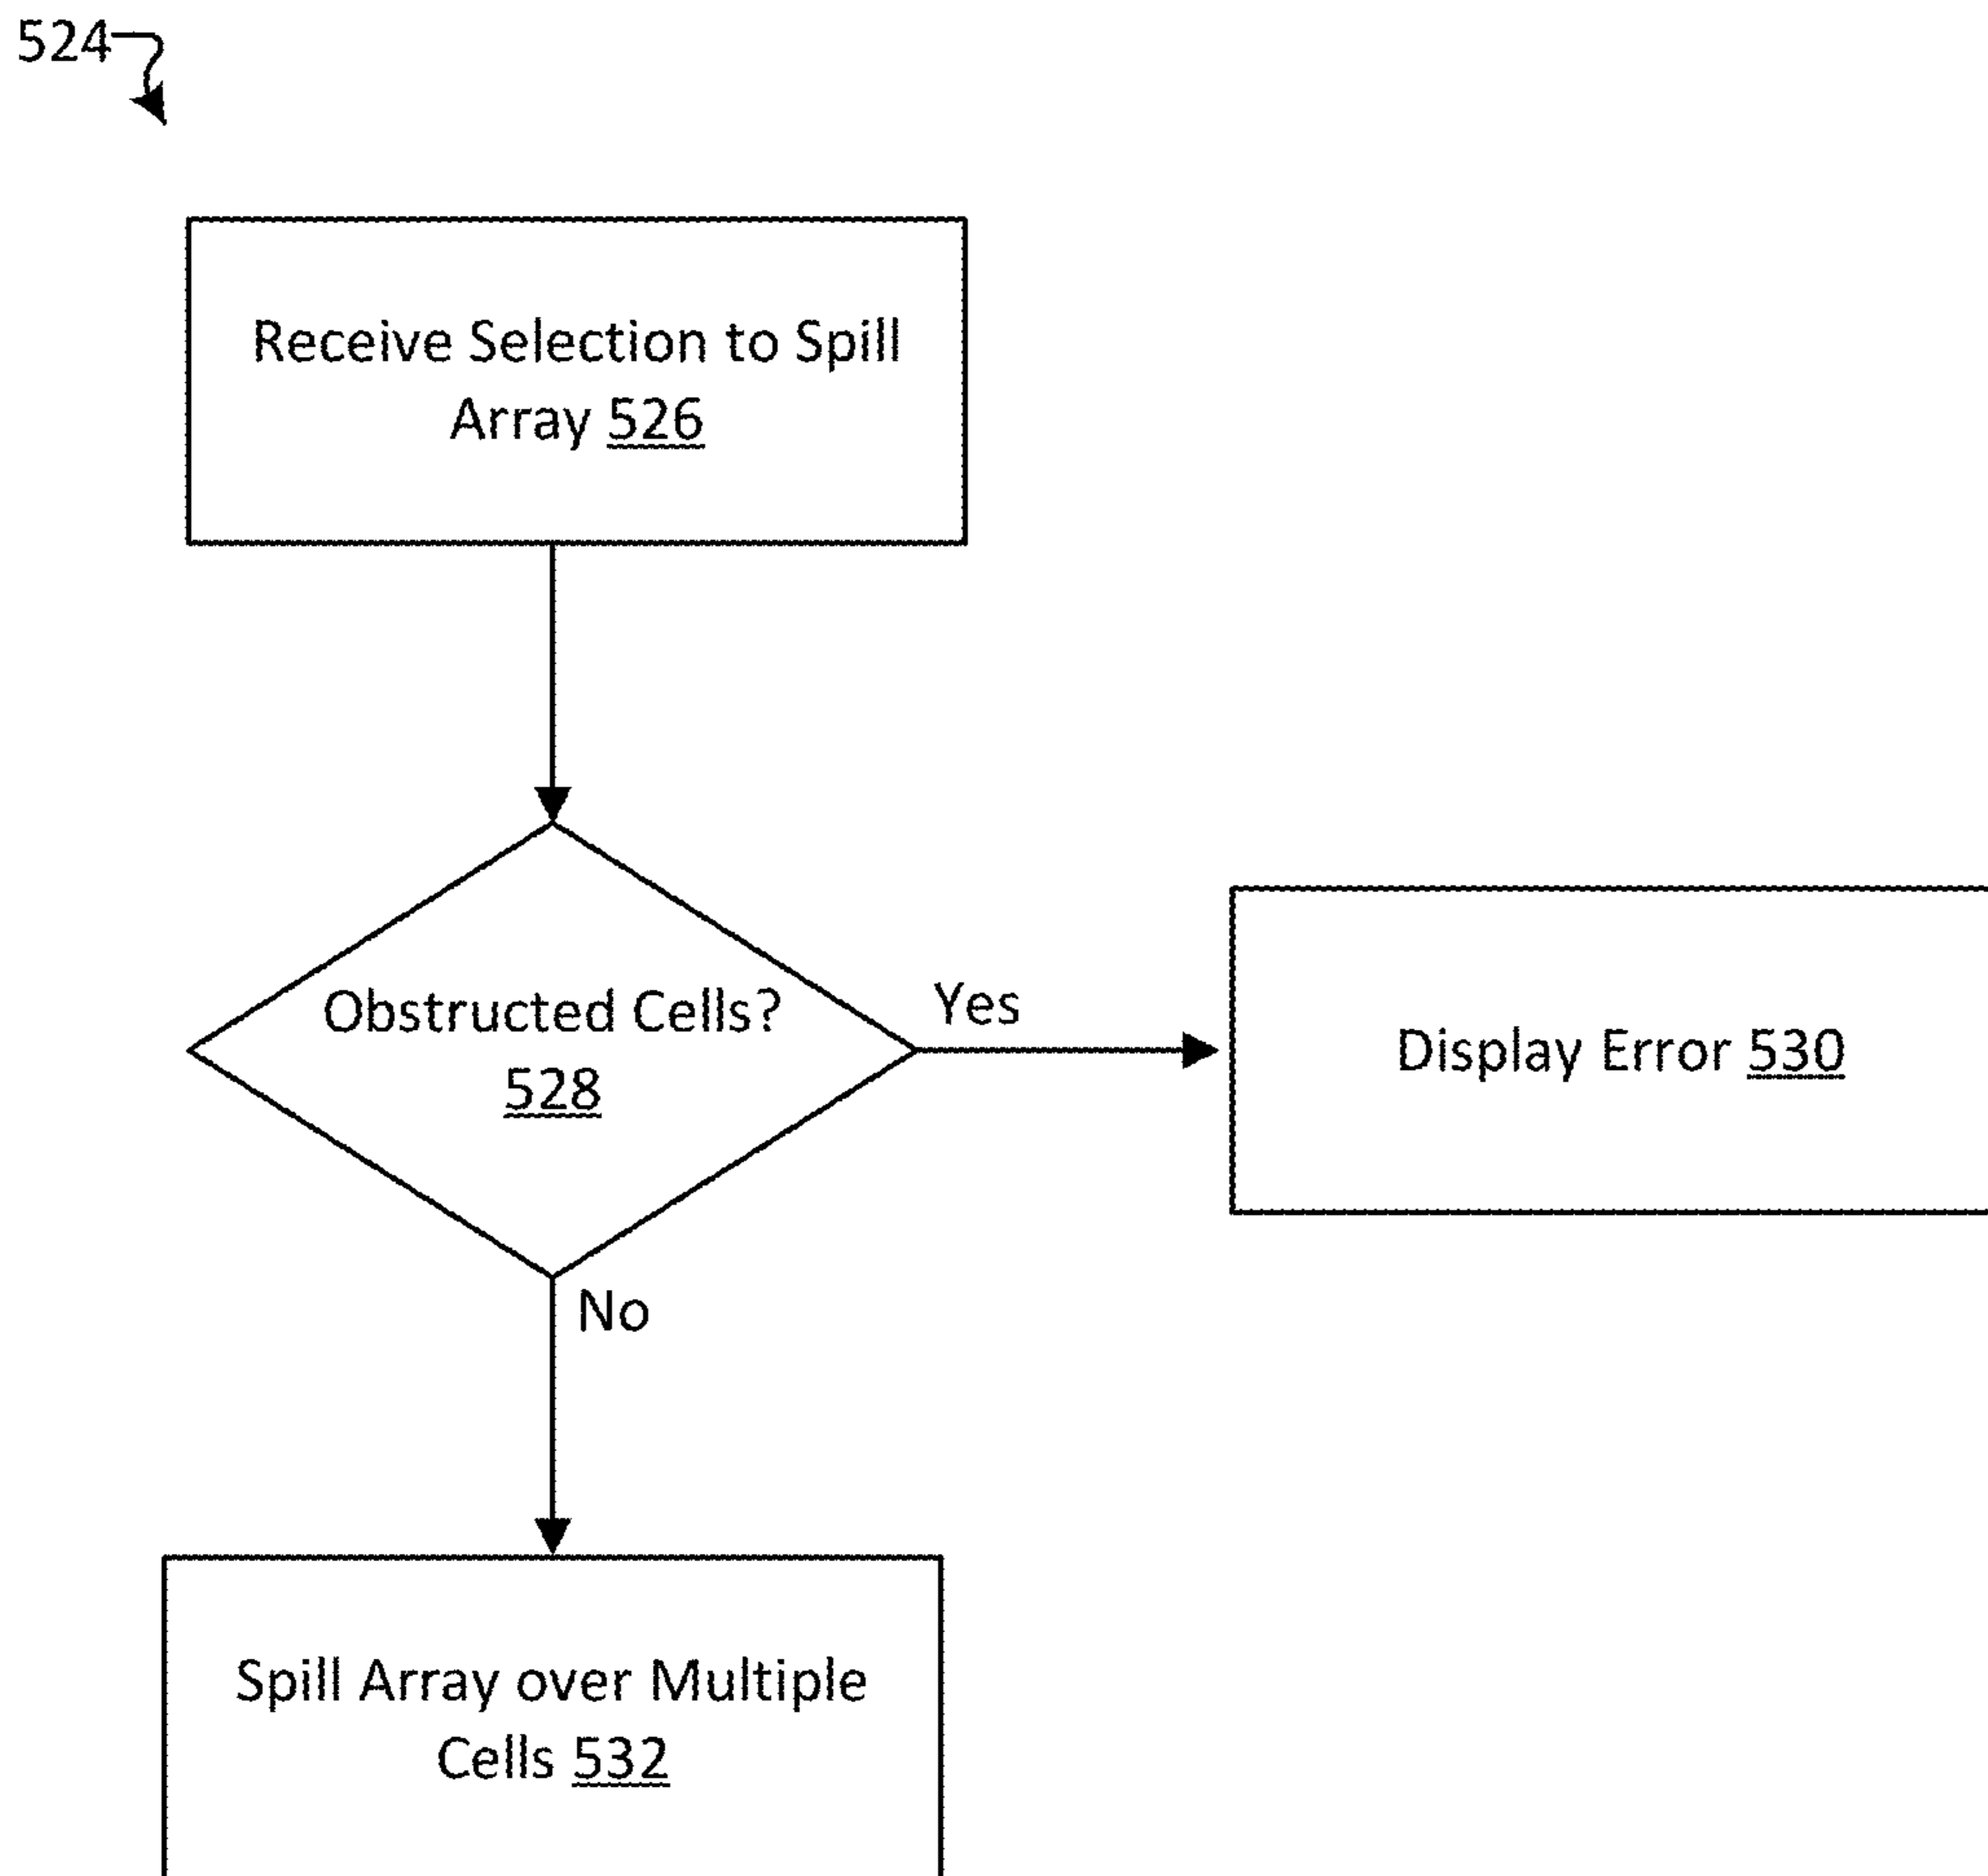 524
Receive Selection to Spill
Array 526
Obstructed Cells?
528
Yes
Display Error 530
No
Spill Array over Multiple
Cells 532